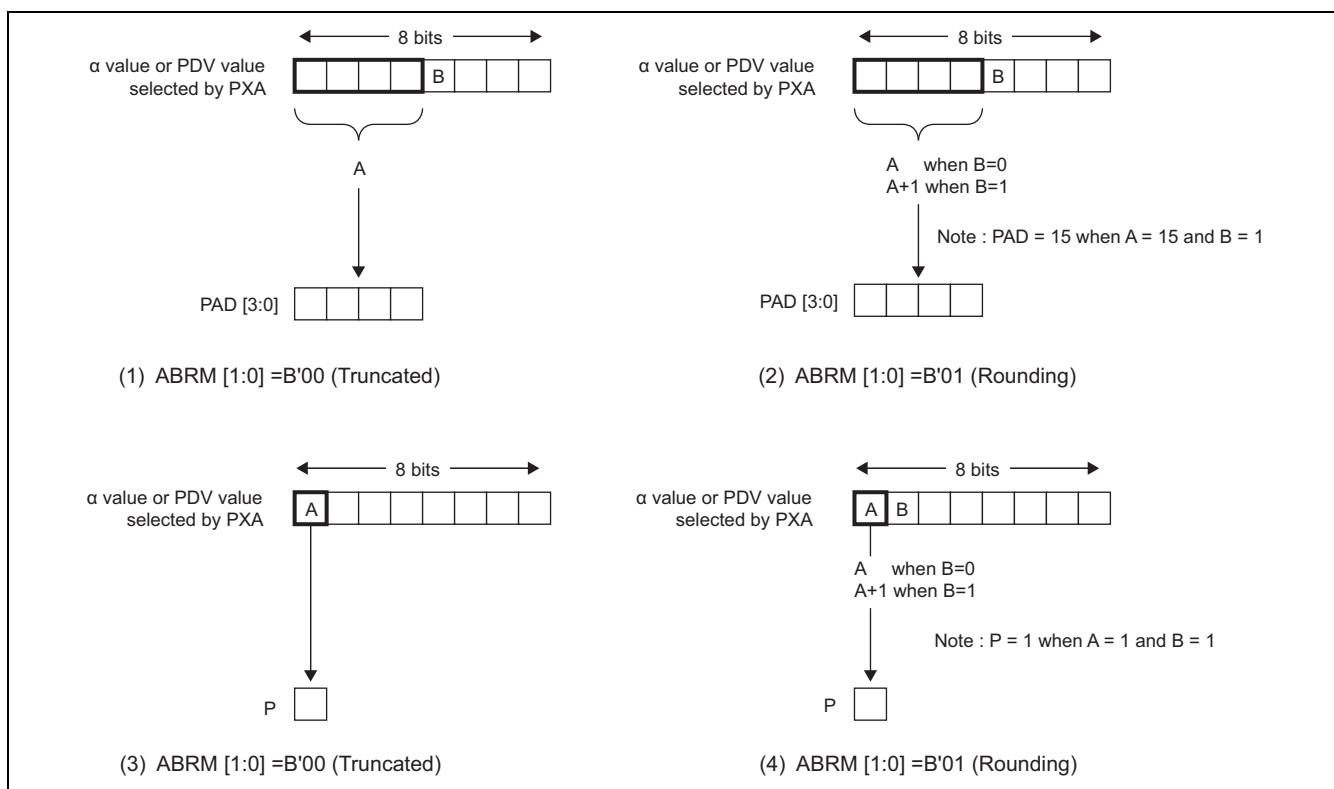 8 bits
α value or PDV value
selected by PXA
B
A
PAD [3:0]
(1) ABRM [1:0] =B'00 (Truncated)
8 bits
α value or PDV value
selected by PXA
B
A when B=0
A+1 when B=1
Note : PAD = 15 when A = 15 and B = 1
PAD [3:0]
(2) ABRM [1:0] =B'01 (Rounding)
8 bits
α value or PDV value
selected by PXA
A
P
(3) ABRM [1:0] =B'00 (Truncated)
8 bits
α value or PDV value
selected by PXA
A B
A when B=0
A+1 when B=1
Note : P = 1 when A = 1 and B = 1
P
(4) ABRM [1:0] =B'01 (Rounding)